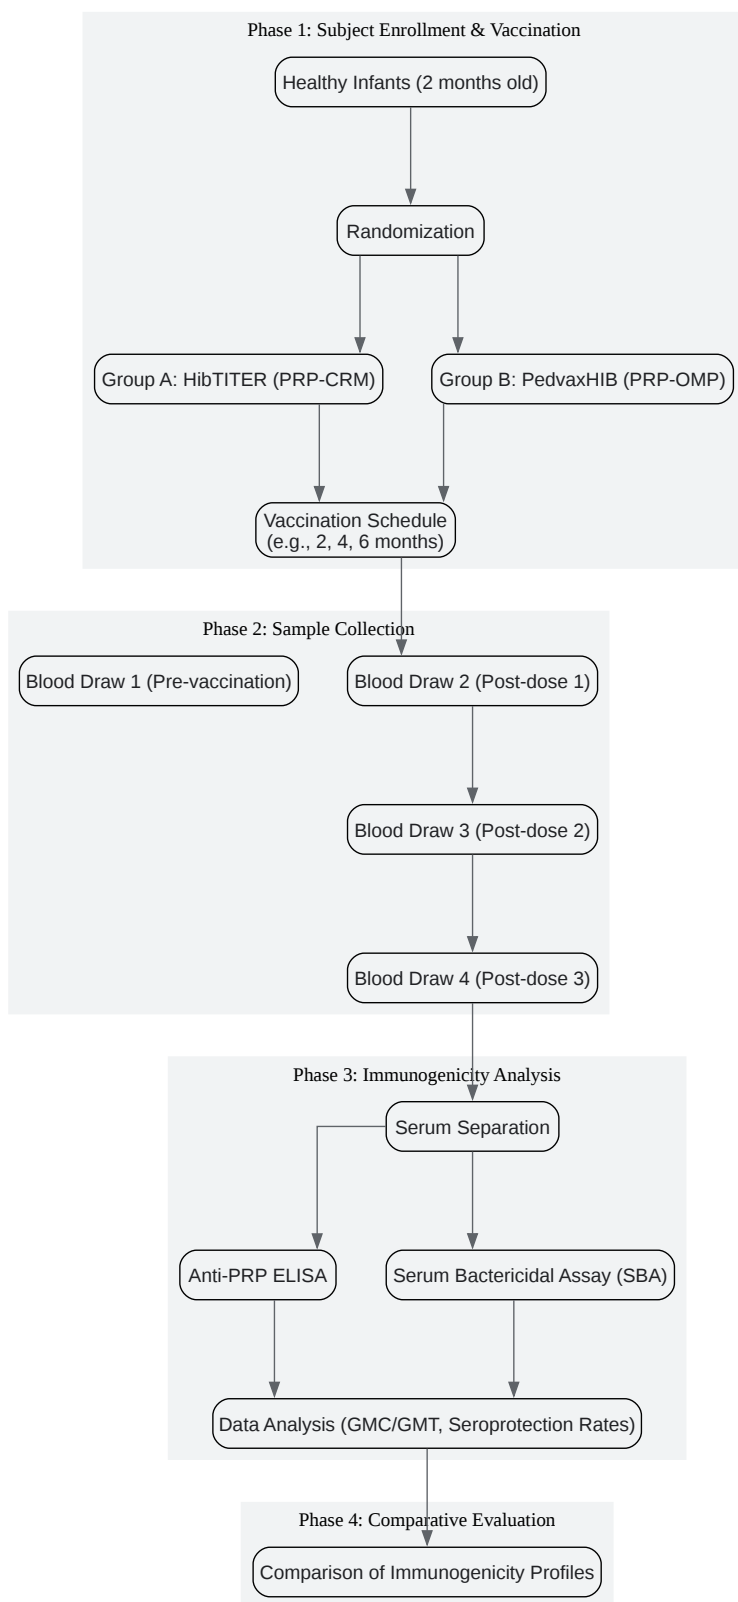 Phase 1: Subject Enrollment & Vaccination
Healthy Infants (2 months old)
Randomization
Group A: HibTITER (PRP-CRM)
Group B: PedvaxHIB (PRP-OMP)
Vaccination Schedule
(e.g., 2, 4, 6 months)
Phase 2: Sample Collection
Blood Draw 1 (Pre-vaccination)
Blood Draw 2 (Post-dose 1)
Blood Draw 3 (Post-dose 2)
Blood Draw 4 (Post-dose 3)
Phase 3: Immunogenicity Analysis
Serum Separation
Anti-PRP ELISA
Serum Bactericidal Assay (SBA)
Data Analysis (GMC/GMT, Seroprotection Rates)
Phase 4: Comparative Evaluation
Comparison of Immunogenicity Profiles